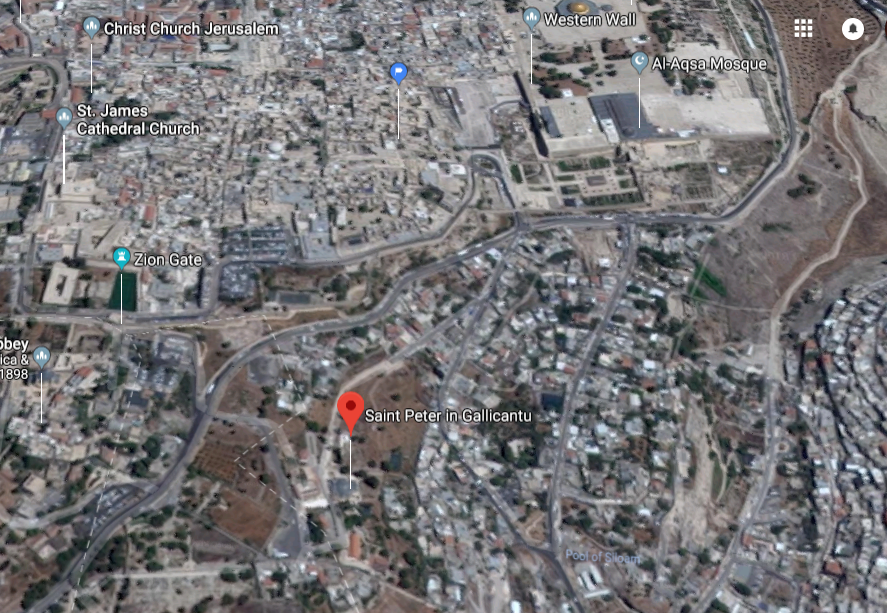 Christ Church Jerusalem
Western Wall
Al-Aqsa Mosque
St. James
Cathedral Church
Zion Gate
bbey
ica &
1898
Saint Peter in Gallicantu
Pool of Siloam